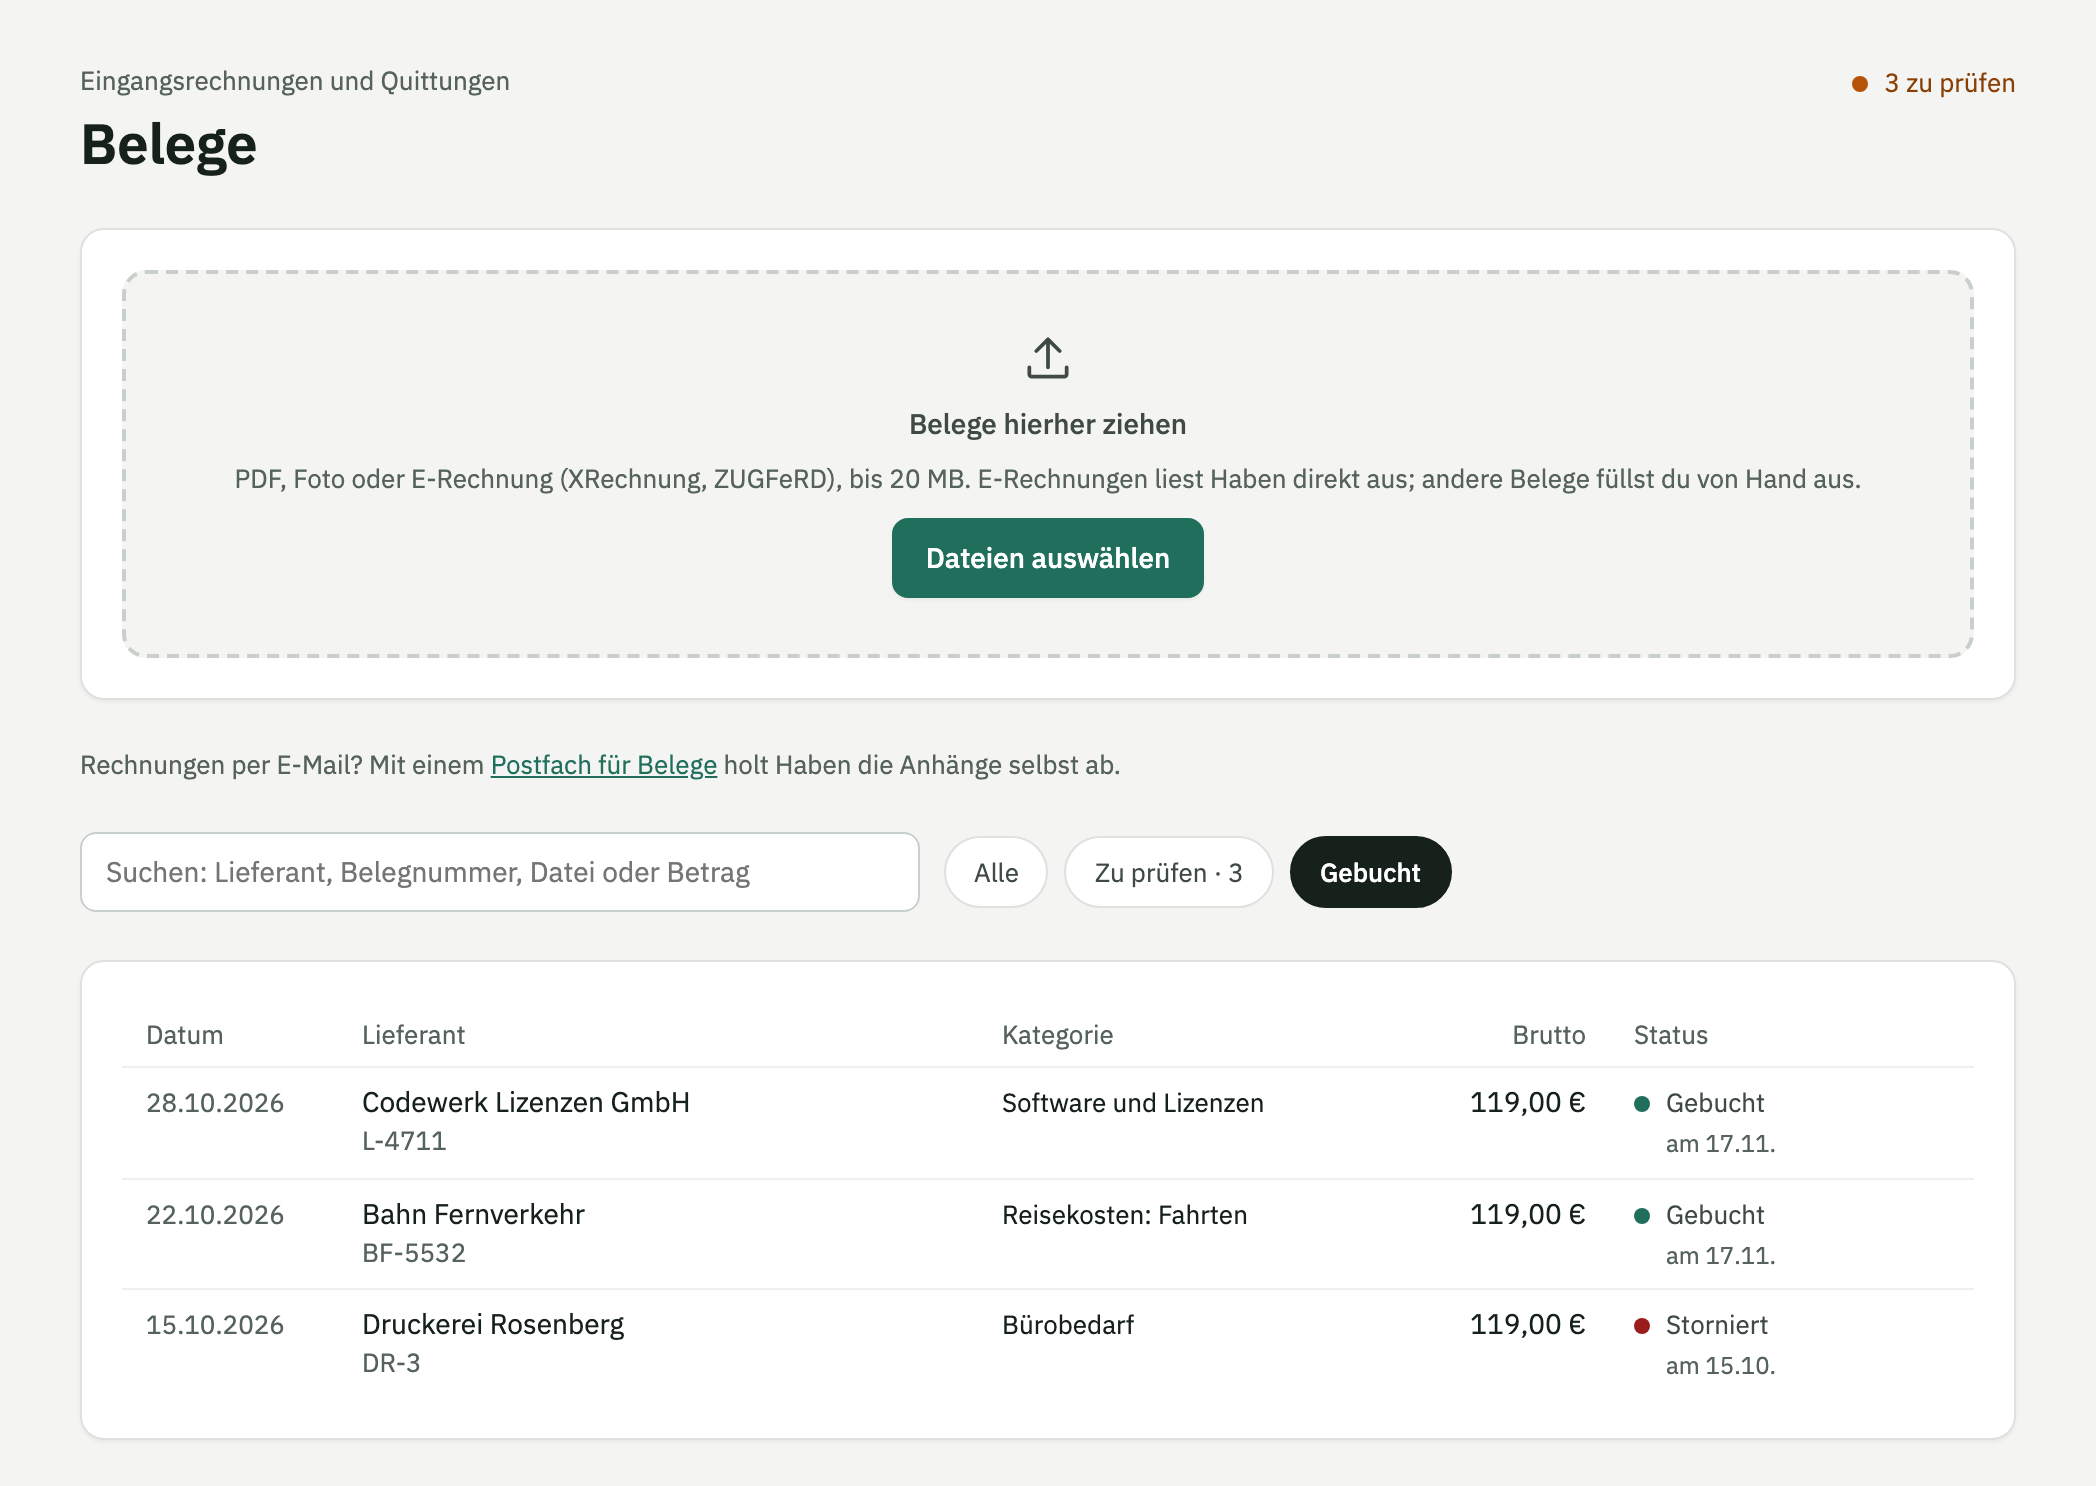 Eingangsrechnungen und Quittungen
3 zu prüfen
Belege
Belege hierher ziehen
PDF, Foto oder E-Rechnung (XRechnung, ZUGFeRD), bis 20 MB. E-Rechnungen liest Haben direkt aus; andere Belege füllst du von Hand aus.
Dateien auswählen
Rechnungen per E-Mail? Mit einem Postfach für Belege holt Haben die Anhänge selbst ab.
Suchen: Lieferant, Belegnummer, Datei oder Betrag
Alle
Zu prüfen · 3
Gebucht
Datum Lieferant Kategorie Brutto Status
28.10.2026 Codewerk Lizenzen GmbH Software und Lizenzen 119,00 € Gebucht
L-4711 am 17.11.
22.10.2026 Bahn Fernverkehr Reisekosten: Fahrten 119,00 € Gebucht
BF-5532 am 17.11.
15.10.2026 Druckerei Rosenberg Bürobedarf 119,00 € Storniert
DR-3 am 15.10.